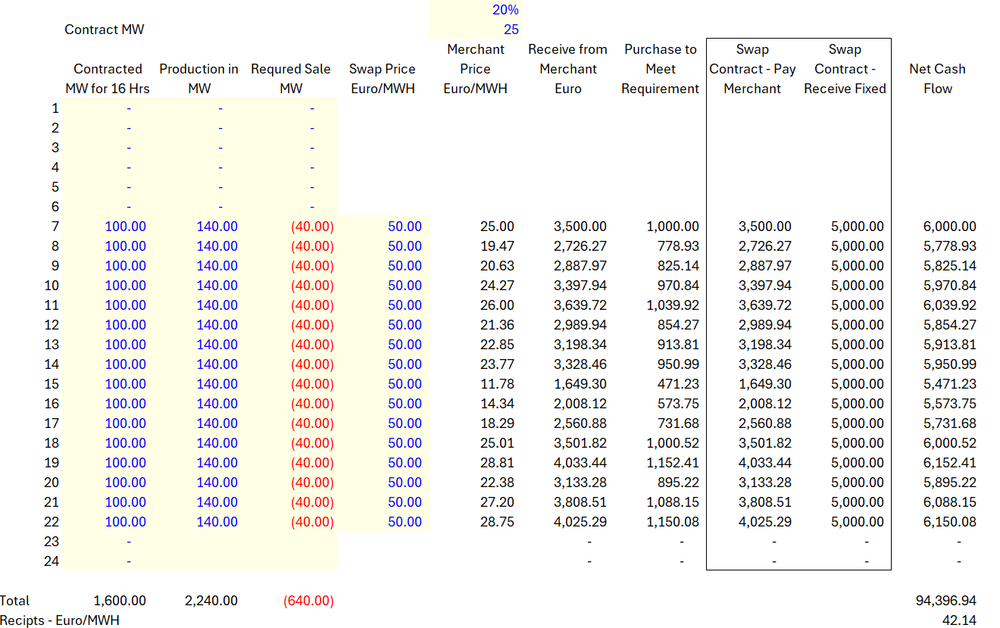 20%
Contract MW 25
Merchant Receive from Purchase to Swap Swap
Contracted Production in Requred Sale Swap Price Price Merchant Meet Contract - Pay Contract - Net Cash
MW for 16 Hrs MW MW Euro/MWH Euro/MWH Euro Requirement Merchant Receive Fixed Flow
1 - - -
2 - - -
3 - - -
4 - - -
5 - - -
6 - - -
7 100.00 140.00 (40.00) 50.00 25.00 3,500.00 1,000.00 3,500.00 5,000.00 6,000.00
8 100.00 140.00 (40.00) 50.00 19.47 2,726.27 778.93 2,726.27 5,000.00 5,778.93
9 100.00 140.00 (40.00) 50.00 20.63 2,887.97 825.14 2,887.97 5,000.00 5,825.14
10 100.00 140.00 (40.00) 50.00 24.27 3,397.94 970.84 3,397.94 5,000.00 5,970.84
11 100.00 140.00 (40.00) 50.00 26.00 3,639.72 1,039.92 3,639.72 5,000.00 6,039.92
12 100.00 140.00 (40.00) 50.00 21.36 2,989.94 854.27 2,989.94 5,000.00 5,854.27
13 100.00 140.00 (40.00) 50.00 22.85 3,198.34 913.81 3,198.34 5,000.00 5,913.81
14 100.00 140.00 (40.00) 50.00 23.77 3,328.46 950.99 3,328.46 5,000.00 5,950.99
15 100.00 140.00 (40.00) 50.00 11.78 1,649.30 471.23 1,649.30 5,000.00 5,471.23
16 100.00 140.00 (40.00) 50.00 14.34 2,008.12 573.75 2,008.12 5,000.00 5,573.75
17 100.00 140.00 (40.00) 50.00 18.29 2,560.88 731.68 2,560.88 5,000.00 5,731.68
18 100.00 140.00 (40.00) 50.00 25.01 3,501.82 1,000.52 3,501.82 5,000.00 6,000.52
19 100.00 140.00 (40.00) 50.00 28.81 4,033.44 1,152.41 4,033.44 5,000.00 6,152.41
20 100.00 140.00 (40.00) 50.00 22.38 3,133.28 895.22 3,133.28 5,000.00 5,895.22
21 100.00 140.00 (40.00) 50.00 27.20 3,808.51 1,088.15 3,808.51 5,000.00 6,088.15
22 100.00 140.00 (40.00) 50.00 28.75 4,025.29 1,150.08 4,025.29 5,000.00 6,150.08
23 - - - - - -
24 - - - - - -
Total 1,600.00 2,240.00 (640.00) 94,396.94
Recipts - Euro/MWH 42.14